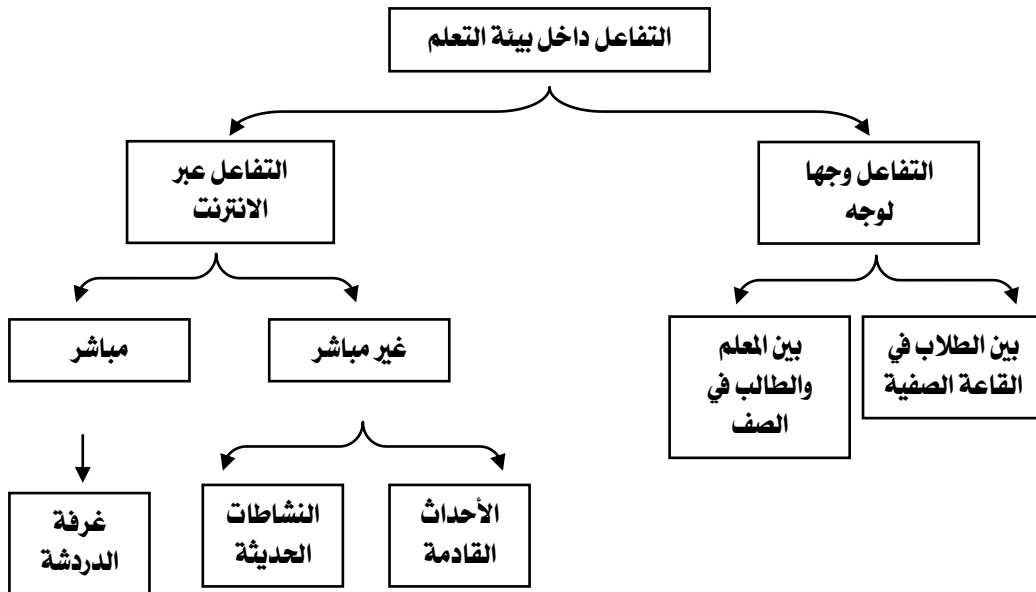 التفاعل داخل بيئة التعلم
التفاعل وجها
لوجه
التفاعل عبر
الانترنت
بين الطلاب في
القاعة الصفية
بين المعلم
والطالب في
الصف
غير مباشر
مباشر
الأحداث
القادمة
النشاطات
الحديثة
غرفة
الدردشة